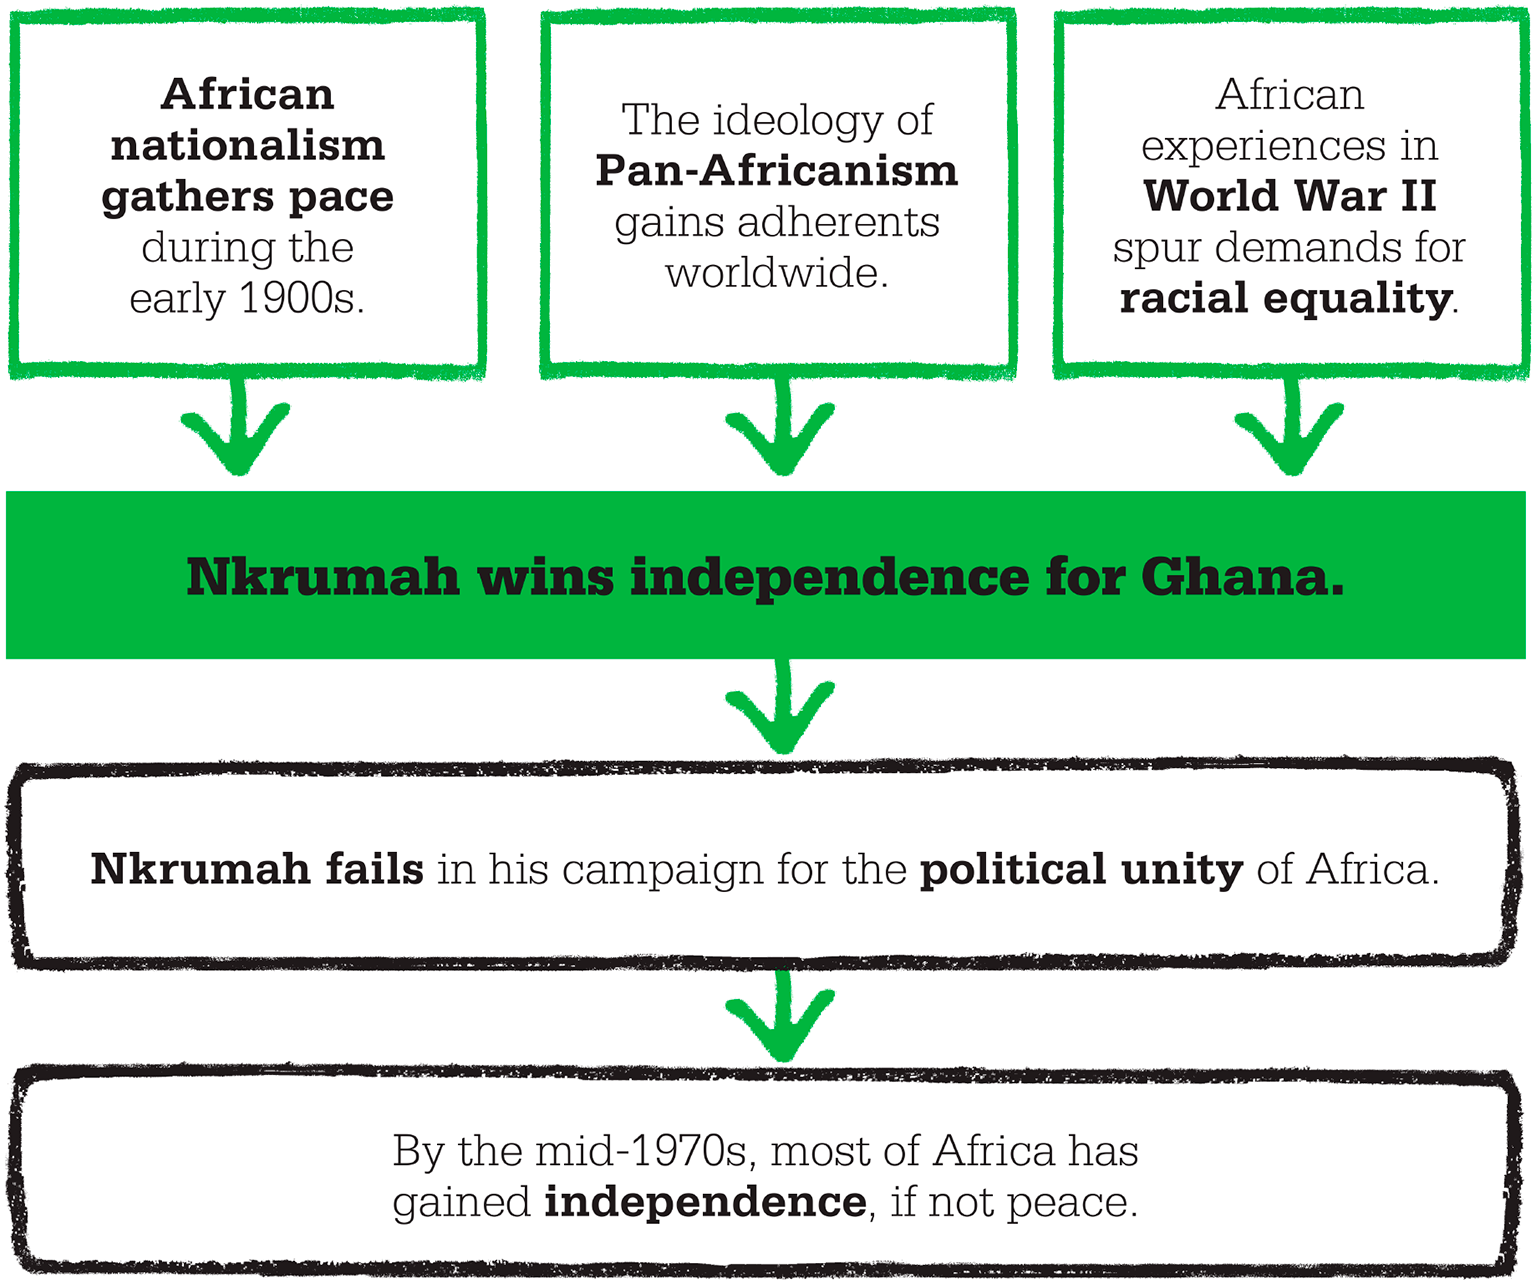 African
nationalism
gathers pace
during the
early 1900s.
The ideology of
Pan-Africanism
gains adherents
worldwide.
African
experiences in
World War II
spur demands for
racial equality.
Nkrumah wins independence for Ghana.
Nkrumah fails in his campaign for the political unity of Africa.
By the mid-1970s, most of Africa has
gained independence, if not peace.